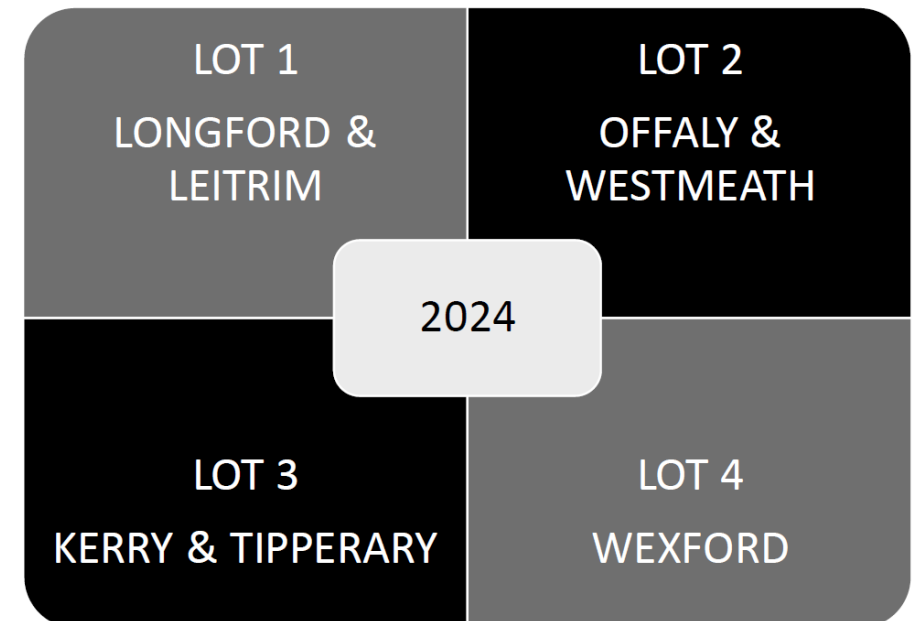 LOT 1
LONGFORD &
LEITRIM
LOT 2
OFFALY &
WESTMEATH
2024
LOT 3
KERRY & TIPPERARY
LOT 4
WEXFORD